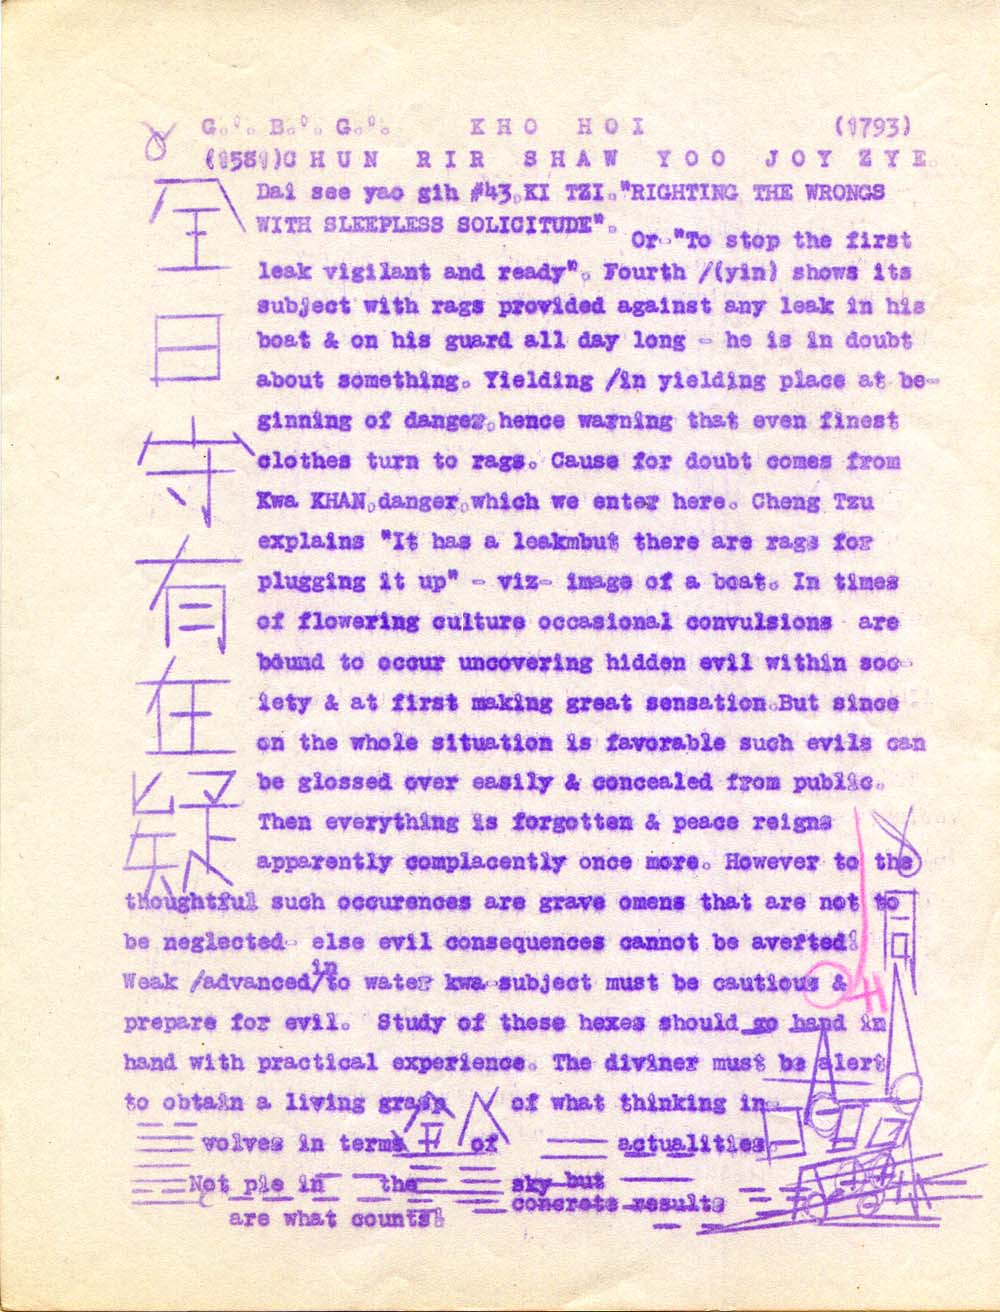 G.'. B.'. G.'. KHO HOI (1793)
(1551)CHUN RIR SHAW YOO JOY ZYE.
Dai see yao gih #43.KI TZI."RIGHTING THE WRONGS
WITH SLEEPLESS SOLICITUDE".
Or "To stop the first
leak vigilant and ready". Fourth /(yin) shows its
subject with rags provided against any leak in his
boat & on his guard all day long - he is in doubt
about something. Yielding /in yielding place at be-
ginning of danger,hence warning that even finest
clothes turn to rags. Cause for doubt comes from
Kwa KHAN,danger,which we enter here. Cheng Tzu
explains "It has a leakmbut there are rags for
plugging it up" - viz- image of a boat. In times
of flowering culture occasional convulsions are
bound to occur uncovering hidden evil within soc-
iety & at first making great sensation.But since
on the whole situation is favorable such evils can
be glossed over easily & concealed from public.
Then everything is forgotten & peace reigns
apparently complacently once more. However to the
thoughtful such occurences are grave omens that are not to
be neglected- else evil consequences cannot be averted!
Weak /advanced/in to water kwa-subject must be cautious &
prepare for evil. Study of these hexes should go hand in
hand with practical experience. The diviner must be alert
to obtain a living grasp of what thinking in-
volves in terms of actualities.
Not pie in the sky but
concrete results
are what counts!
全
日
守
有
在
H